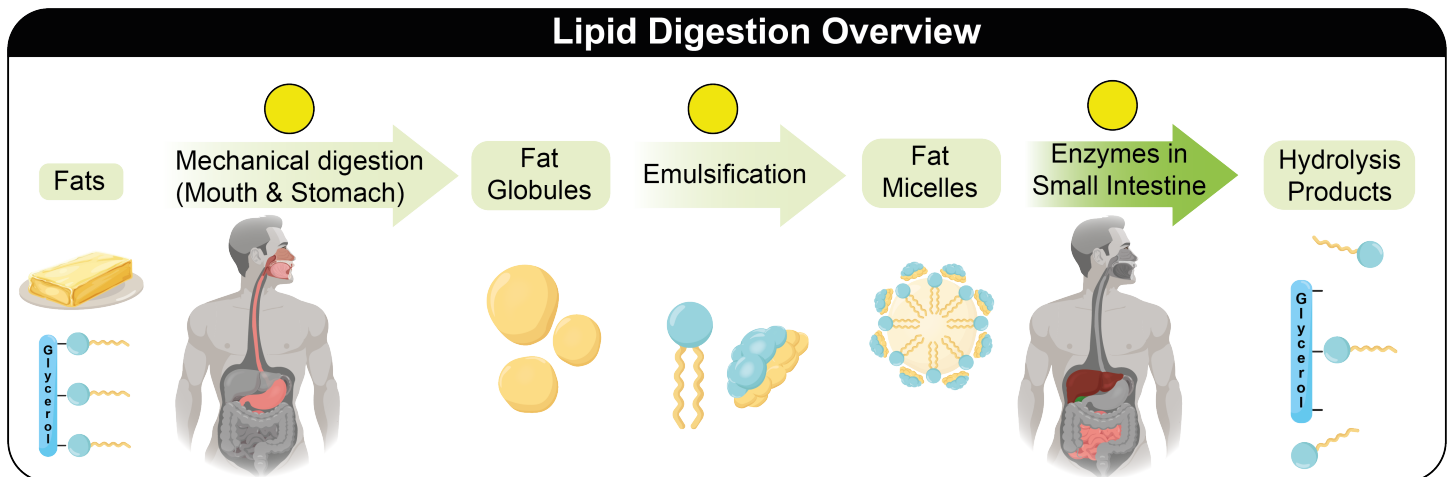 Lipid Digestion Overview
Fats
Mechanical digestion
(Mouth & Stomach)
Fat
Globules
Emulsification
Fat
Micelles
Enzymes in
Small Intestine
Hydrolysis
Products
Glycerol
Glycerol